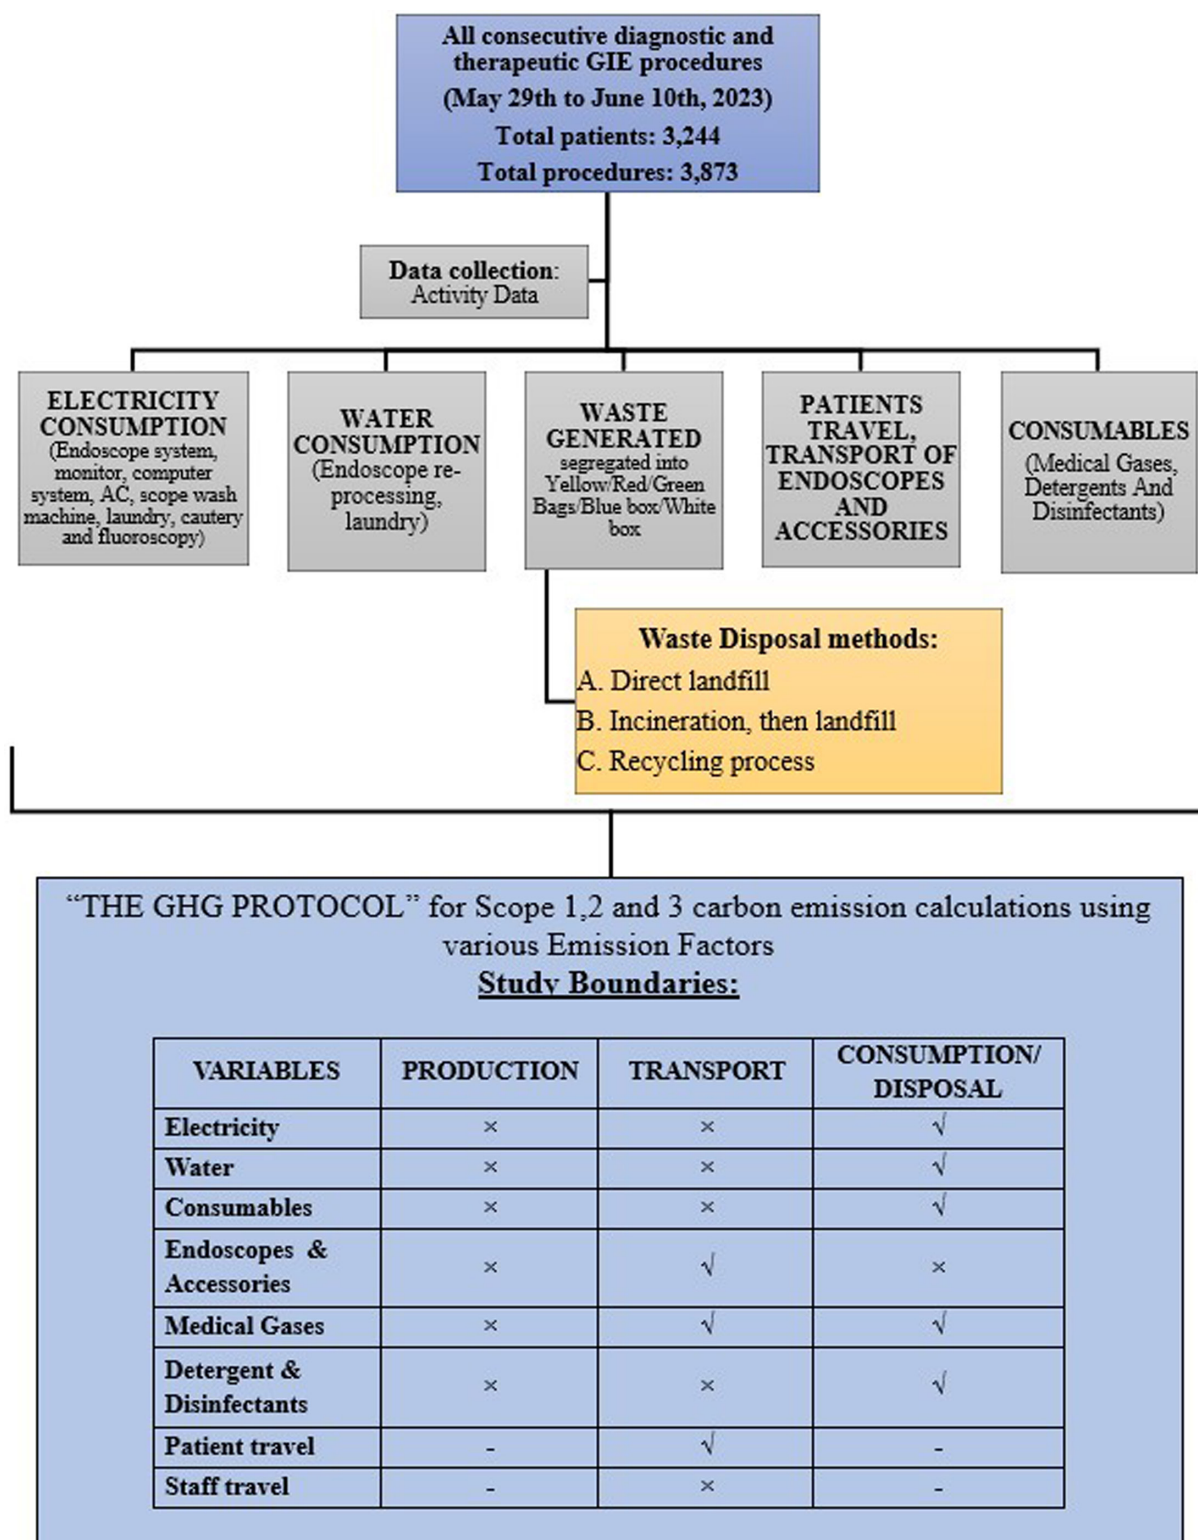 All consecutive diagnostic and
therapeutic GIE procedures
(May 29th to June 10th, 2023)
Total patients: 3,244
Total procedures: 3,873
Data collection:
Activity Data
ELECTRICITY
CONSUMPTION
(Endoscope system,
monitor, computer
system, AC, scope wash
machine, laundry, cautery
and fluoroscopy)
WATER
CONSUMPTION
(Endoscope re-
processing,
laundry)
WASTE
GENERATED
segregated into
Yellow/Red/Green
Bags/Blue box/White
box
PATIENTS
TRAVEL,
TRANSPORT OF
ENDOSCOPES
AND
ACCESSORIES
CONSUMABLES
(Medical Gases,
Detergents And
Disinfectants)
Waste Disposal methods:
A. Direct landfill
B. Incineration, then landfill
C. Recycling process
“THE GHG PROTOCOL” for Scope 1,2 and 3 carbon emission calculations using
various Emission Factors
Study Boundaries:
VARIABLES PRODUCTION TRANSPORT CONSUMPTION/
DISPOSAL
Electricity × × √
Water × × √
Consumables × × √
Endoscopes &
Accessories × √ ×
Medical Gases × √ √
Detergent &
Disinfectants × × √
Patient travel - √ -
Staff travel - × -